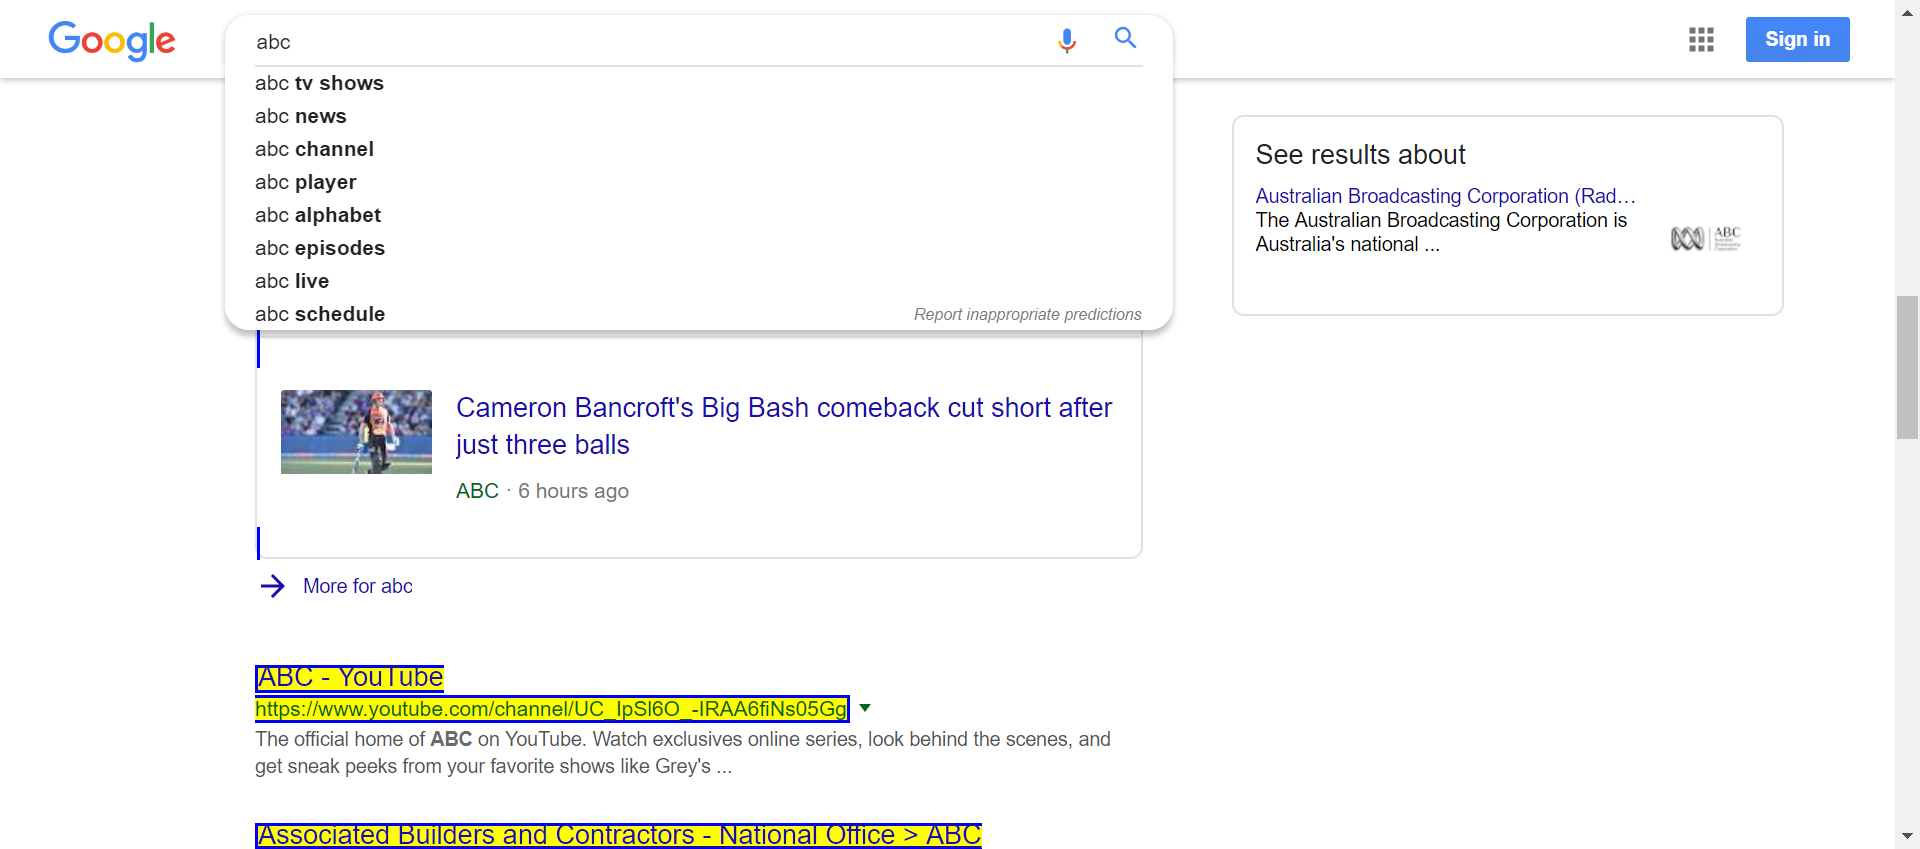 Google
abc
Sign in
abc tv shows
abc news
abc channel
abc player
abc alphabet
abc episodes
abc live
abc schedule
Report inappropriate predictions
See results about
Australian Broadcasting Corporation (Rad...
The Australian Broadcasting Corporation is
Australia's national ...
ABC
Cameron Bancroft's Big Bash comeback cut short after
just three balls
ABC · 6 hours ago
More for abc
ABC - YouTube
https://www.youtube.com/channel/UC_IpSl6O_-IRAA6fiNs05Gg
The official home of ABC on YouTube. Watch exclusives online series, look behind the scenes, and
get sneak peeks from your favorite shows like Grey's ...
Associated Builders and Contractors - National Office > ABC